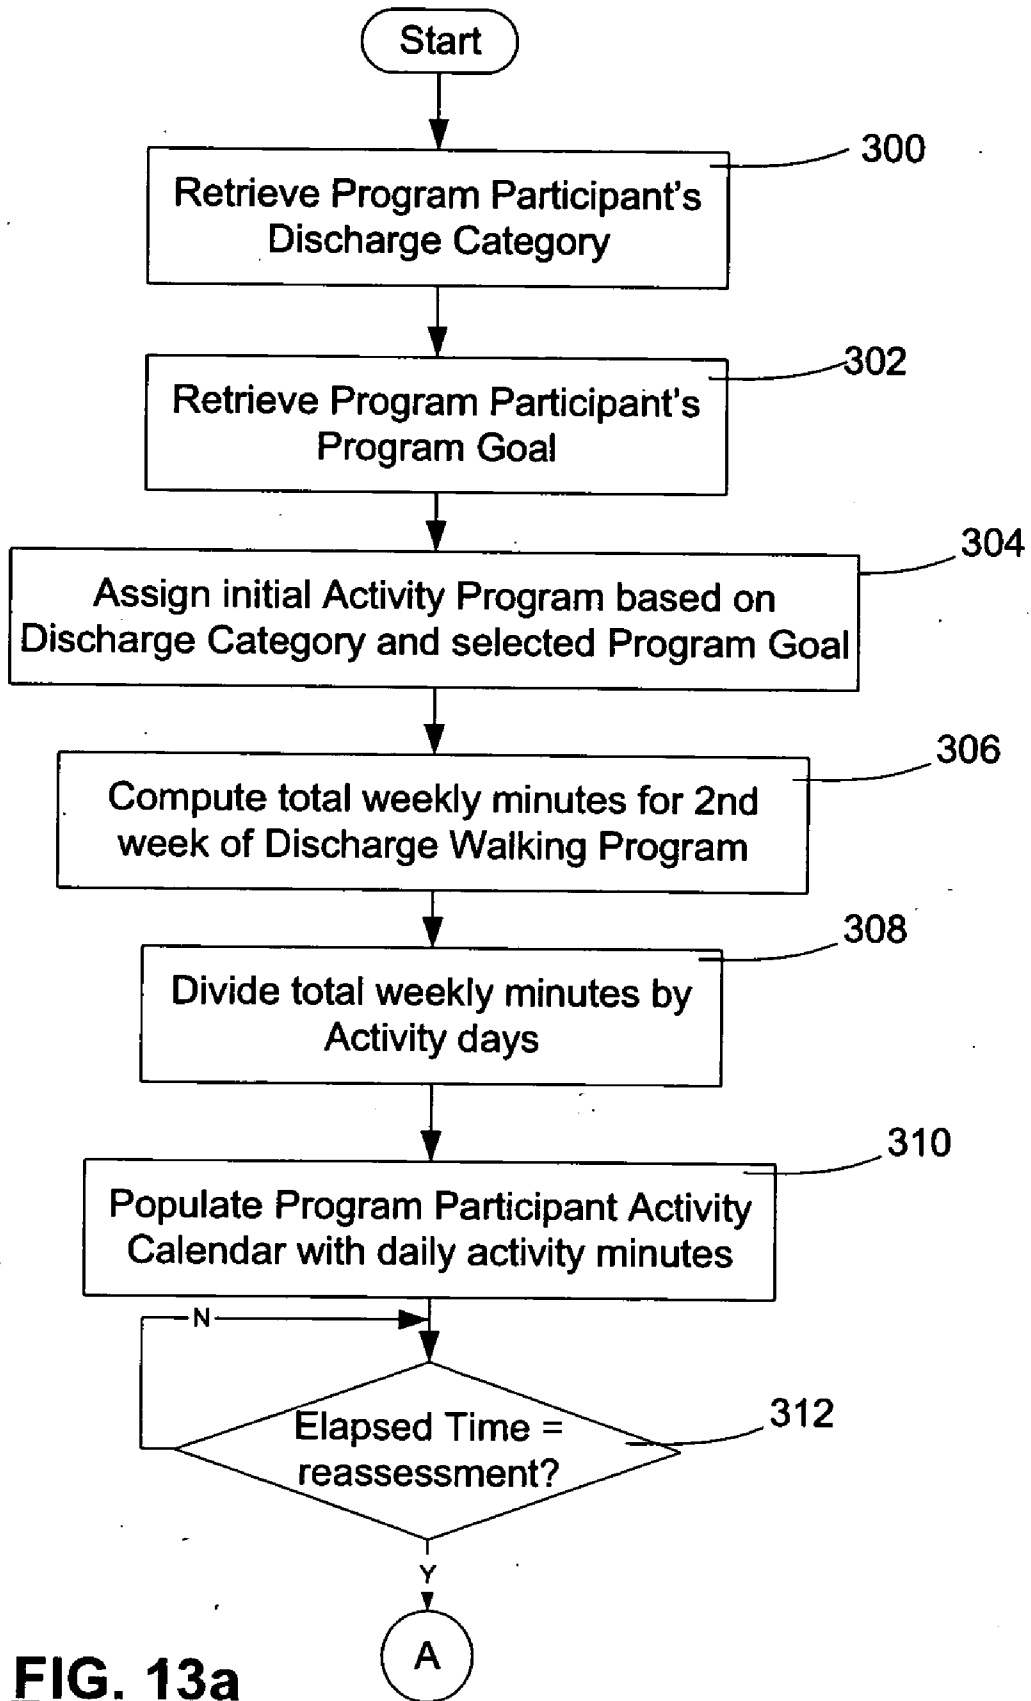 Start
300
Retrieve Program Participant's
Discharge Category
302
Retrieve Program Participant's
Program Goal
304
Assign initial Activity Program based on
Discharge Category and selected Program Goal
306
Compute total weekly minutes for 2nd
week of Discharge Walking Program
308
Divide total weekly minutes by
Activity days
310
Populate Program Participant Activity
Calendar with daily activity minutes
N
312
Elapsed Time =
reassessment?
Y
A
FIG. 13a